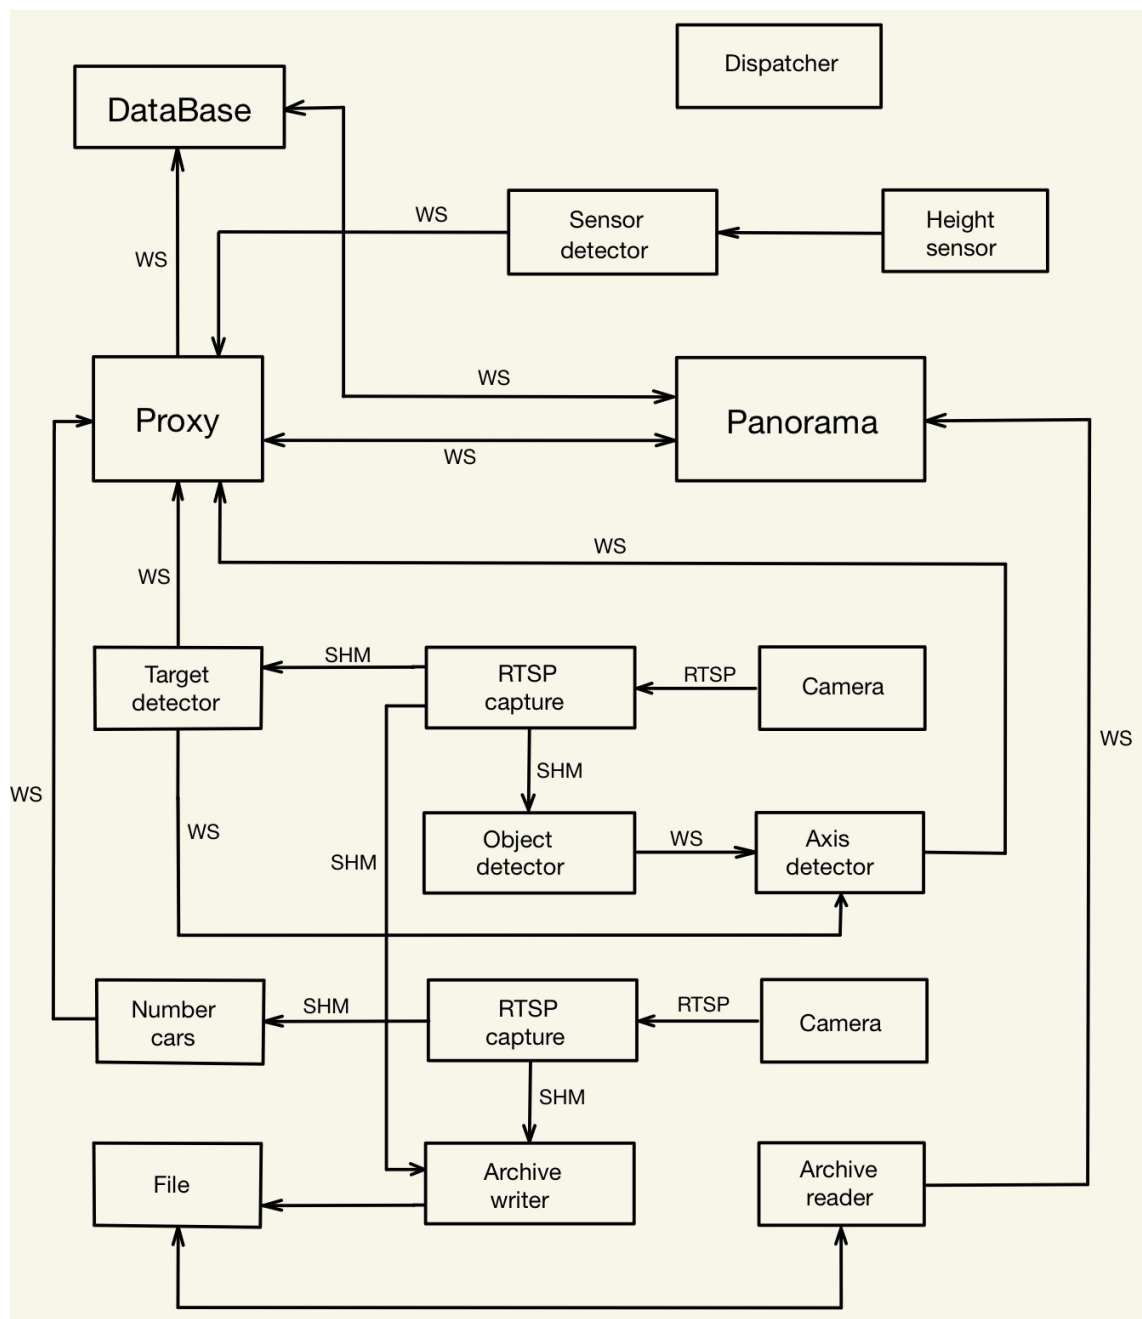 Dispatcher
DataBase
WS
Sensor
detector
Height
sensor
WS
WS
Proxy
Panorama
WS
WS
WS
Target
detector
SHM
RTSP
capture
RTSP
Camera
WS
SHM
WS
WS
SHM
Object
detector
WS
Axis
detector
Number
cars
SHM
RTSP
capture
RTSP
Camera
SHM
File
Archive
writer
Archive
reader